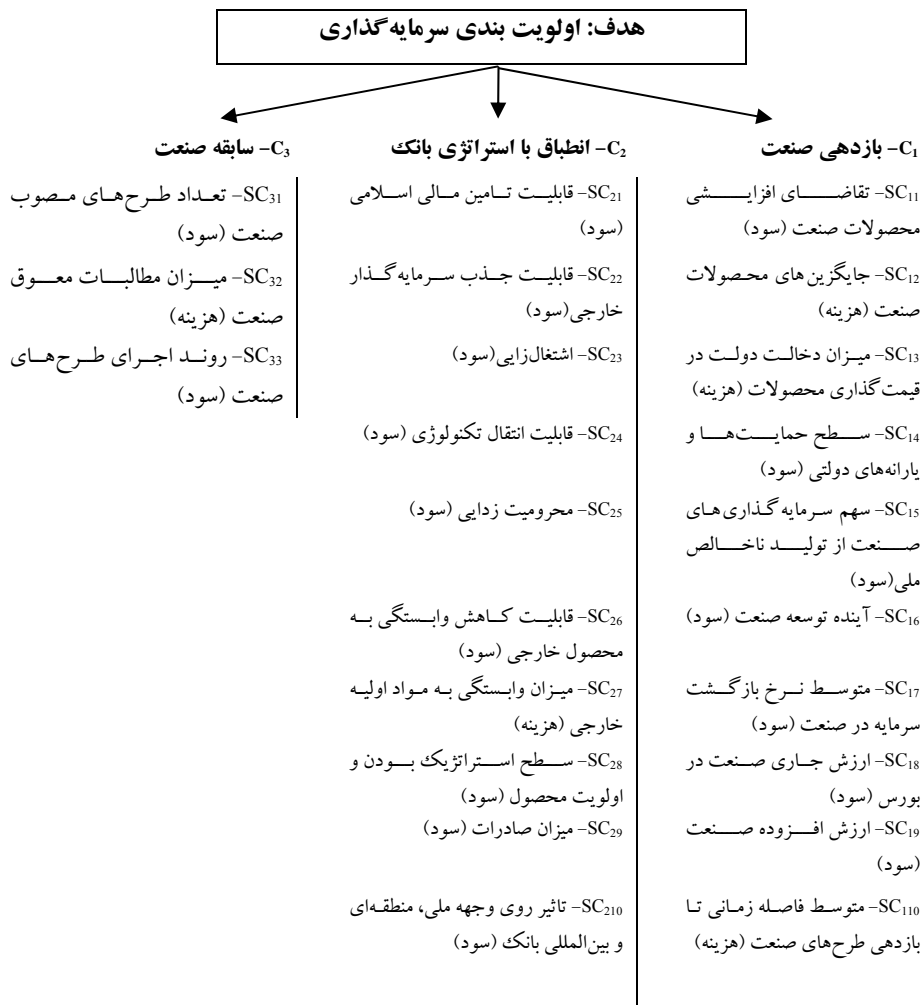 هدف: اولویت بندی سرمایه‌گذاری
C₁– بازدهی صنعت
SC₁₁– تقاضای افزایشی
محصولات صنعت (سود)
SC₁₂– جایگزین‌های محصولات
صنعت (هزینه)
SC₁₃– میزان دخالت دولت در
قیمت‌گذاری محصولات (هزینه)
SC₁₄– سطح حمایت‌ها و
یارانه‌های دولتی (سود)
SC₁₅– سهم سرمایه‌گذاری‌های
صنعت از تولید ناخالص
ملی(سود)
SC₁₆– آینده توسعه صنعت (سود)
SC₁₇– متوسط نرخ بازگشت
سرمایه در صنعت (سود)
SC₁₈– ارزش جاری صنعت در
بورس (سود)
SC₁₉– ارزش افزوده صنعت
(سود)
SC₁₁₀– متوسط فاصله زمانی تا
بازدهی طرح‌های صنعت (هزینه)
C₂– انطباق با استراتژی بانک
SC₂₁– قابلیت تامین مالی اسلامی
(سود)
SC₂₂– قابلیت جذب سرمایه‌گذار
خارجی(سود)
SC₂₃– اشتغال‌زایی(سود)
SC₂₄– قابلیت انتقال تکنولوژی (سود)
SC₂₅– محرومیت زدایی (سود)
SC₂₆– قابلیت کاهش وابستگی به
محصول خارجی (سود)
SC₂₇– میزان وابستگی به مواد اولیه
خارجی (هزینه)
SC₂₈– سطح استراتژیک بودن و
اولویت محصول (سود)
SC₂₉– میزان صادرات (سود)
SC₂₁₀– تاثیر روی وجهه ملی، منطقه‌ای
و بین‌المللی بانک (سود)
C₃– سابقه صنعت
SC₃₁– تعداد طرح‌های مصوب
صنعت (سود)
SC₃₂– میزان مطالبات معوق
صنعت (هزینه)
SC₃₃– روند اجرای طرح‌های
صنعت (سود)